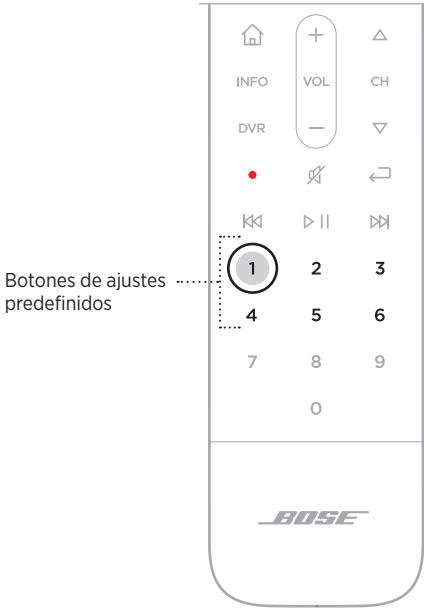 INFO VOL CH
DVR
1 2 3
Botones de ajustes
predefinidos
4 5 6
7 8 9
0
BOSE